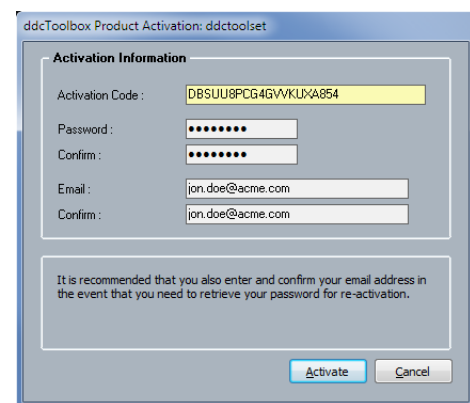 ddcToolbox Product Activation: ddctoolset
Activation Information
Activation Code : DBSUU8PCG4GVVKUXA854
Password : ●●●●●●●●
Confirm : ●●●●●●●●
Email : jon.doe@acme.com
Confirm : jon.doe@acme.com
It is recommended that you also enter and confirm your email address in
the event that you need to retrieve your password for re-activation.
Activate Cancel